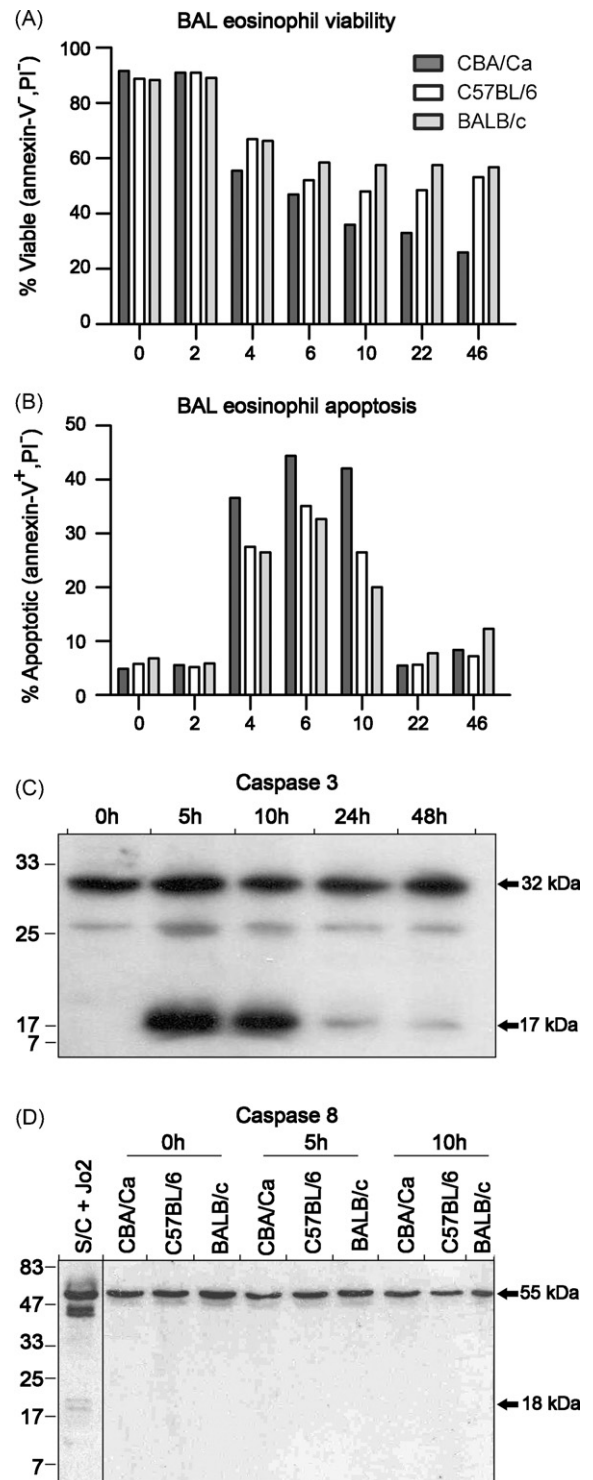 (A) BAL eosinophil viability
% Viable (annexin-V⁻,PI⁻)
100
80
60
40
20
0
CBA/Ca
C57BL/6
BALB/c
0 2 4 6 10 22 46
(B) BAL eosinophil apoptosis
% Apoptotic (annexin-V⁺,PI⁻)
50
40
30
20
10
0
0 2 4 6 10 22 46
(C) Caspase 3
0h 5h 10h 24h 48h
33
25
17
7
32 kDa
17 kDa
(D) Caspase 8
0h 5h 10h
S/C + Jo2 CBA/Ca C57BL/6 BALB/c CBA/Ca C57BL/6 BALB/c CBA/Ca C57BL/6 BALB/c
83
47
33
25
17
7
55 kDa
18 kDa